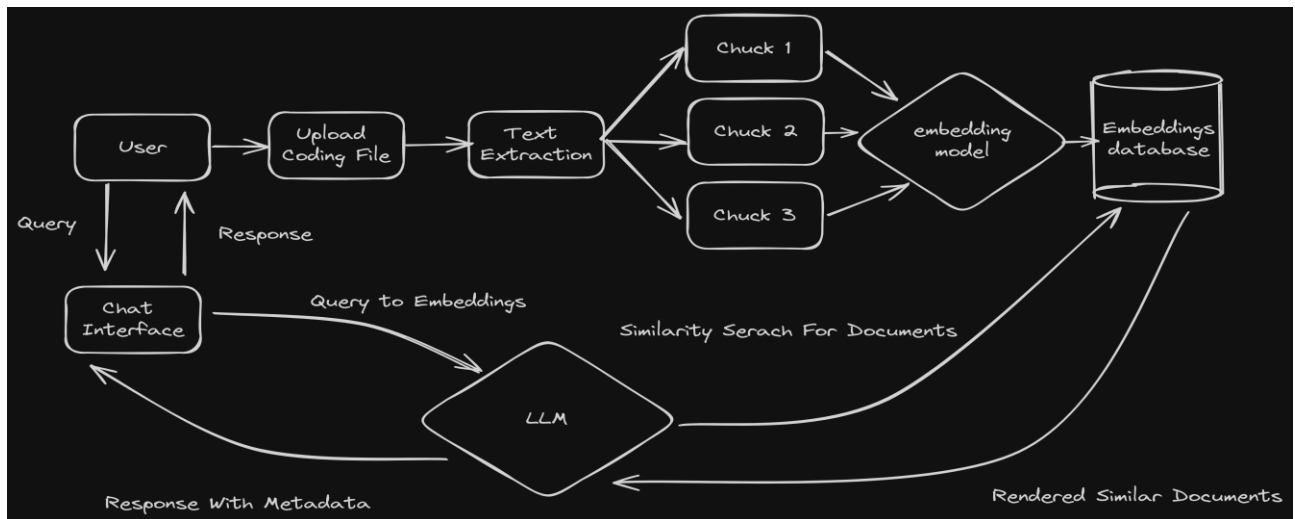 Chuck 1
User
Upload
Coding File
Text
Extraction
Chuck 2
embedding
model
Embeddings
database
Chuck 3
Query
Response
Chat
Interface
Query to Embeddings
Similarity Serach For Documents
LLM
Response With Metadata
Rendered Similar Documents